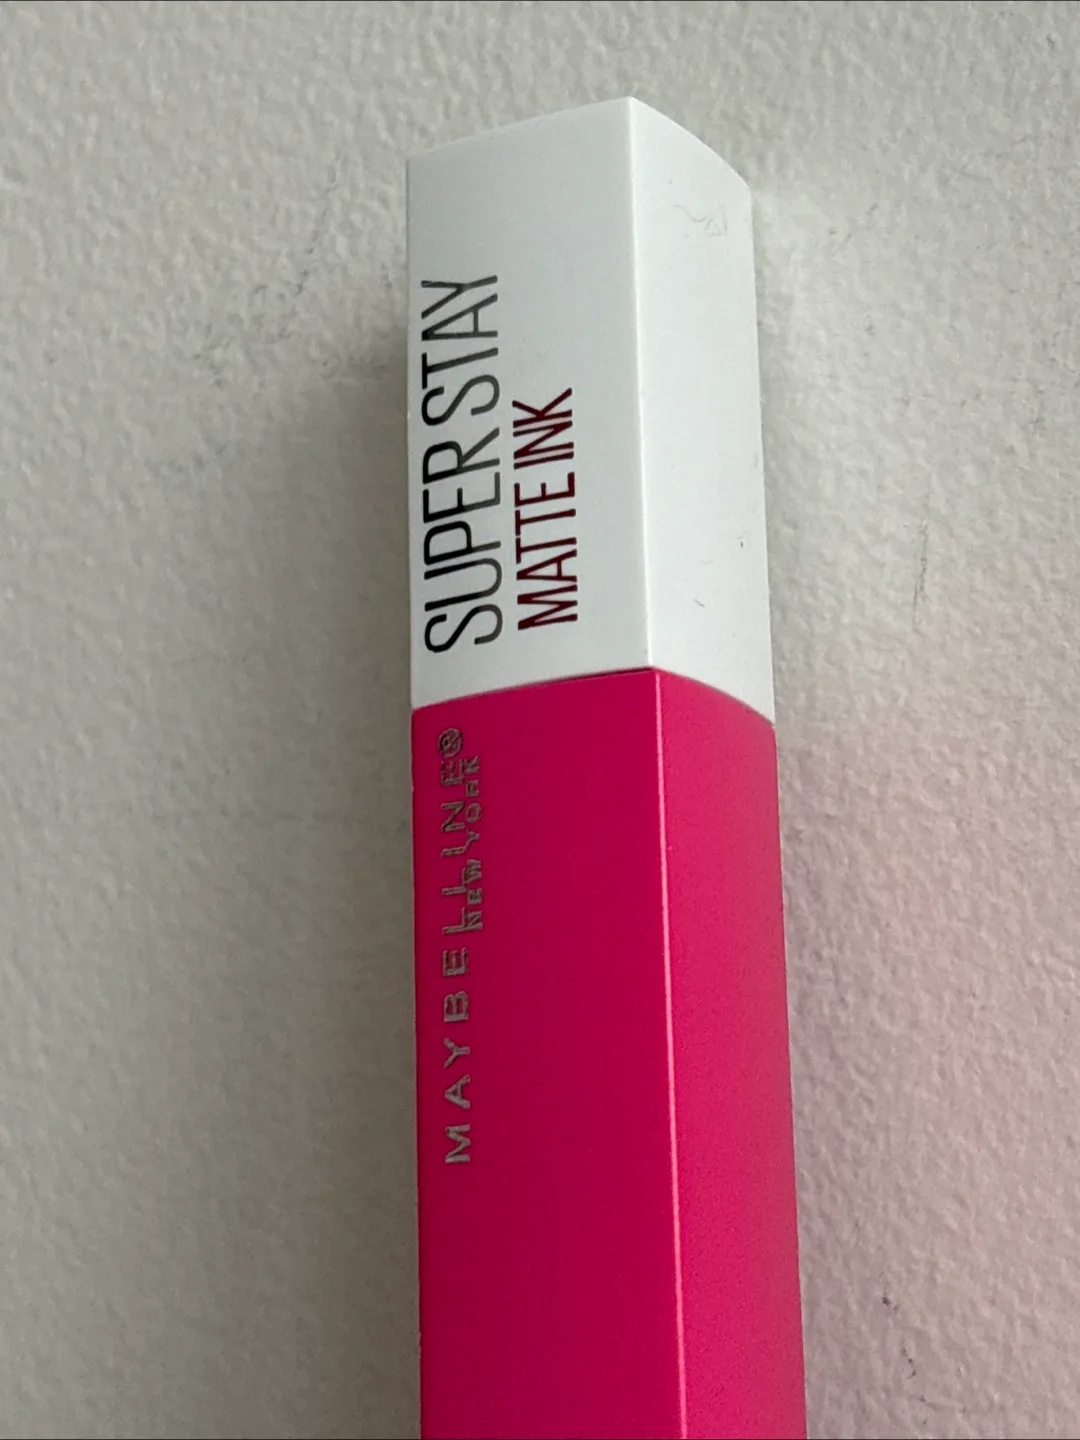 SUPER STAY
MATTE INK
MAYBELLINE®
NEW YORK